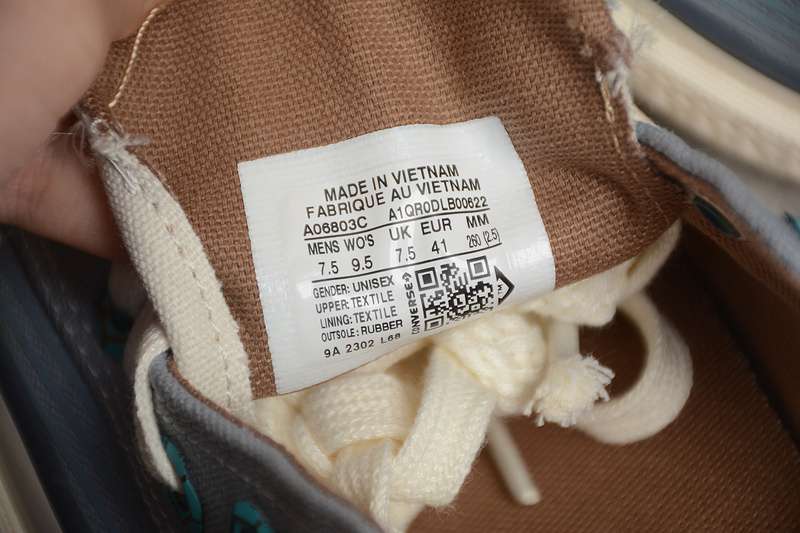 MADE IN VIETNAM
FABRIQUE AU VIETNAM
A06803C A1QR0DLB00622
MENS WO'S UK EUR MM
7.5 9.5 7.5 41 260 (2.5)
GENDER: UNISEX
UPPER: TEXTILE
LINING: TEXTILE
OUTSOLE: RUBBER
9A 2302 L68
CONVERSE